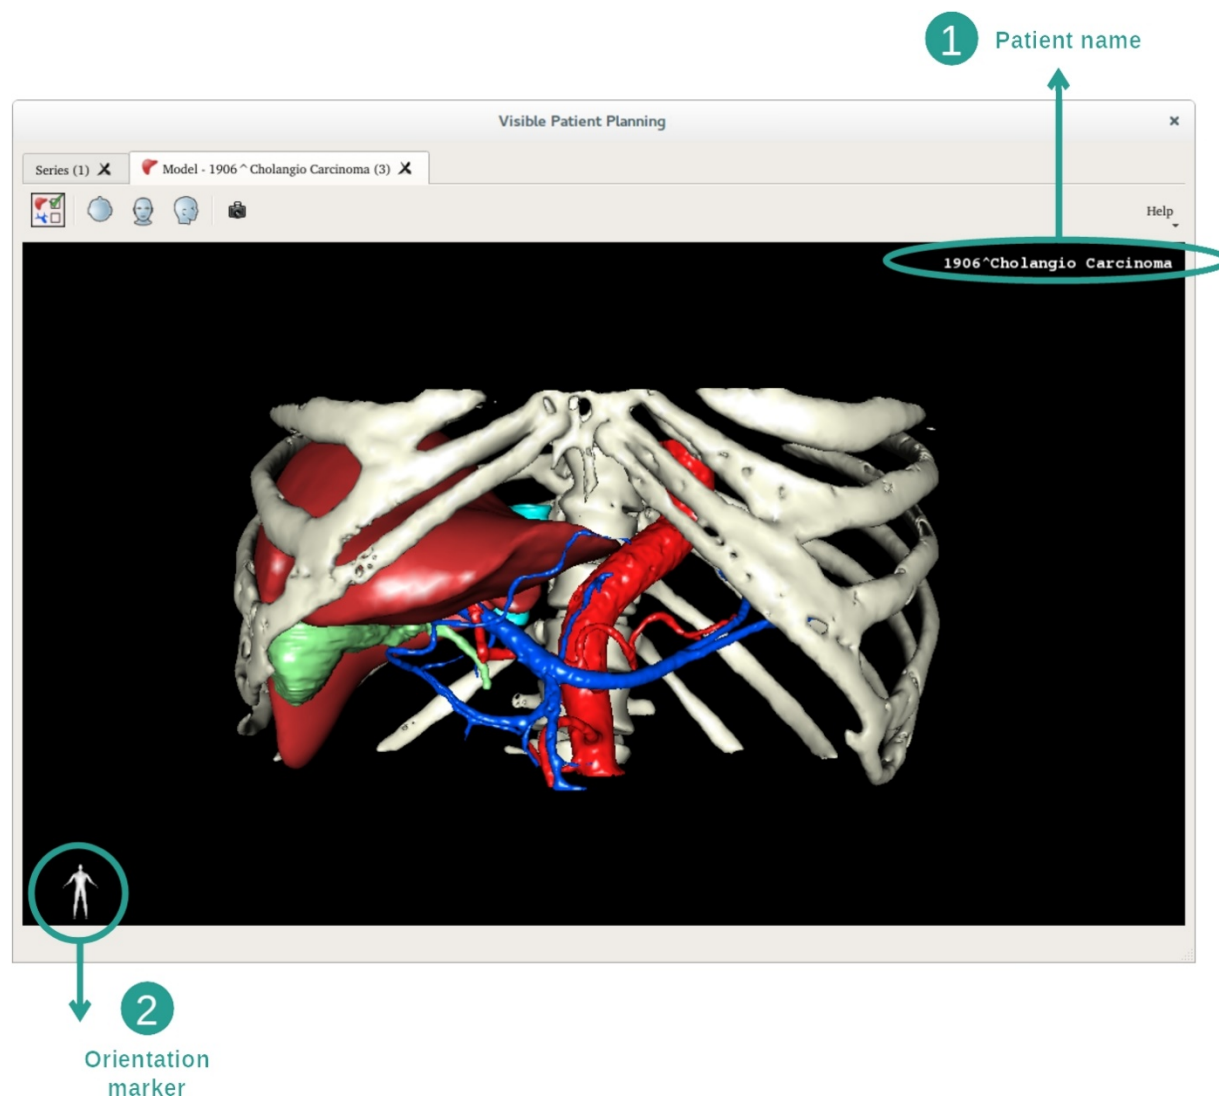 1 Patient name
Visible Patient Planning
Series (1) Model - 1906^Cholangio Carcinoma (3)
Help
1906^Cholangio Carcinoma
2
Orientation
marker